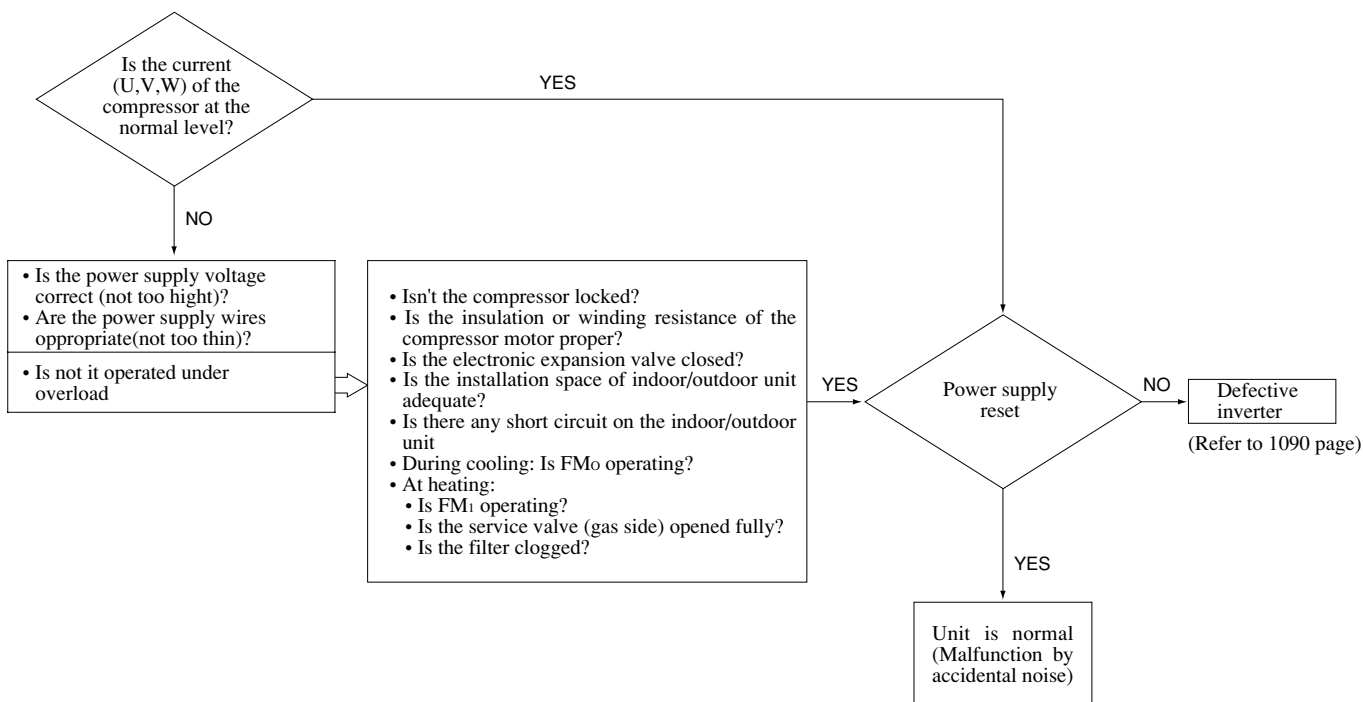 Is the current
(U,V,W) of the
compressor at the
normal level?
YES
NO
• Is the power supply voltage
correct (not too hight)?
• Are the power supply wires
oppropriate(not too thin)?
• Is not it operated under
overload
• Isn't the compressor locked?
• Is the insulation or winding resistance of the
compressor motor proper?
• Is the electronic expansion valve closed?
• Is the installation space of indoor/outdoor unit
adequate?
• Is there any short circuit on the indoor/outdoor
unit
• During cooling: Is FMO operating?
• At heating:
• Is FM1 operating?
• Is the service valve (gas side) opened fully?
• Is the filter clogged?
YES
Power supply
reset
NO
Defective
inverter
(Refer to 1090 page)
YES
Unit is normal
(Malfunction by
accidental noise)